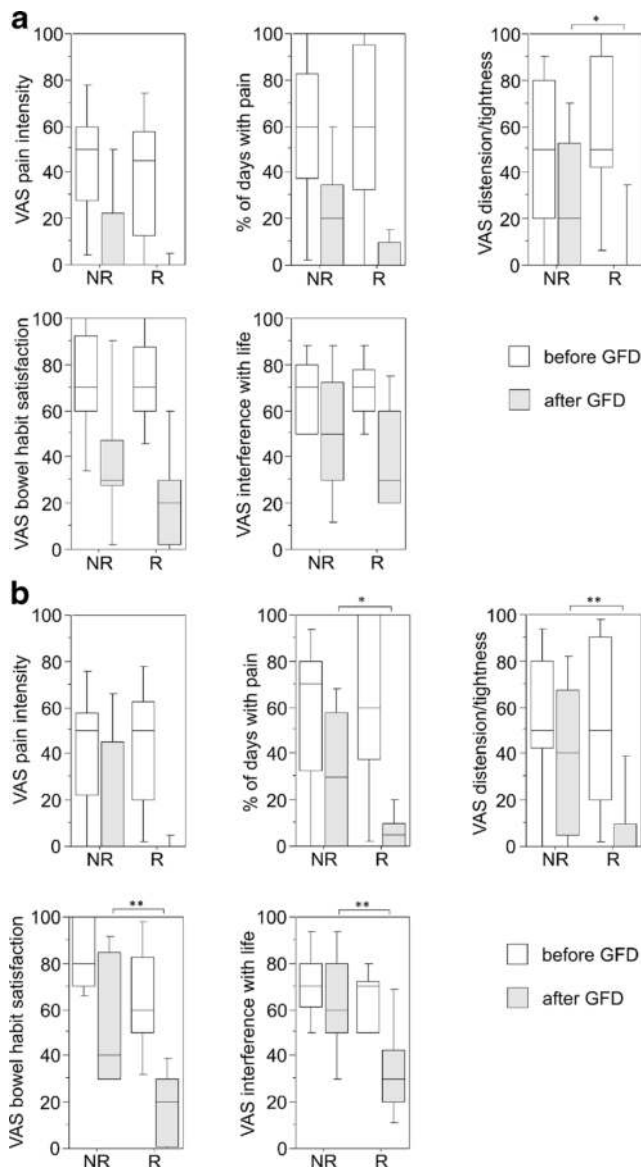 a
*
VAS pain intensity
100
80
60
40
20
0
NR R
% of days with pain
100
80
60
40
20
0
NR R
VAS distension/tightness
100
80
60
40
20
0
NR R
VAS bowel habit satisfaction
100
80
60
40
20
0
NR R
VAS interference with life
100
80
60
40
20
0
NR R
before GFD
after GFD
b
VAS pain intensity
100
80
60
40
20
0
NR R
*
% of days with pain
100
80
60
40
20
0
NR R
**
VAS distension/tightness
100
80
60
40
20
0
NR R
**
VAS bowel habit satisfaction
100
80
60
40
20
0
NR R
**
VAS interference with life
100
80
60
40
20
0
NR R
before GFD
after GFD